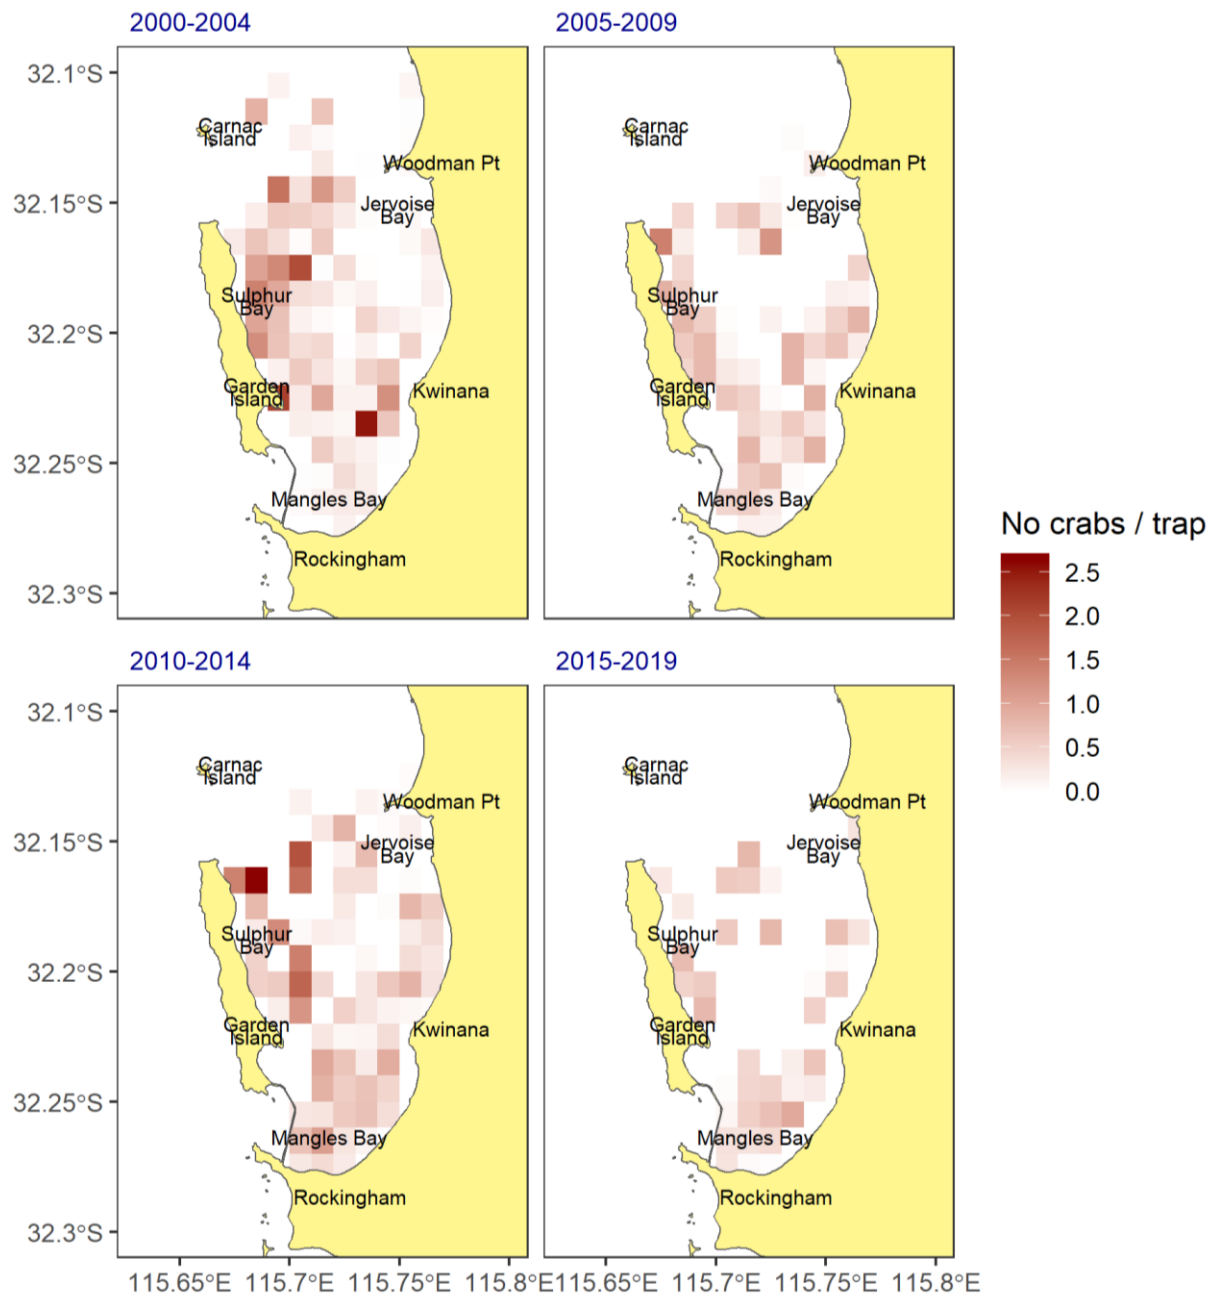 2000-2004
2005-2009
32.1°S
32.15°S
32.2°S
32.25°S
32.3°S
Carnac
Island
Woodman Pt
Jervoise
Bay
Sulphur
Bay
Garden
Island
Kwinana
Mangles Bay
Rockingham
Carnac
Island
Woodman Pt
Jervoise
Bay
Sulphur
Bay
Garden
Island
Kwinana
Mangles Bay
Rockingham
No crabs / trap
2.5
2.0
1.5
1.0
0.5
0.0
2010-2014
2015-2019
32.1°S
32.15°S
32.2°S
32.25°S
32.3°S
Carnac
Island
Woodman Pt
Jervoise
Bay
Sulphur
Bay
Garden
Island
Kwinana
Mangles Bay
Rockingham
Carnac
Island
Woodman Pt
Jervoise
Bay
Sulphur
Bay
Garden
Island
Kwinana
Mangles Bay
Rockingham
115.65°E 115.7°E 115.75°E 115.8°E 115.65°E 115.7°E 115.75°E 115.8°E